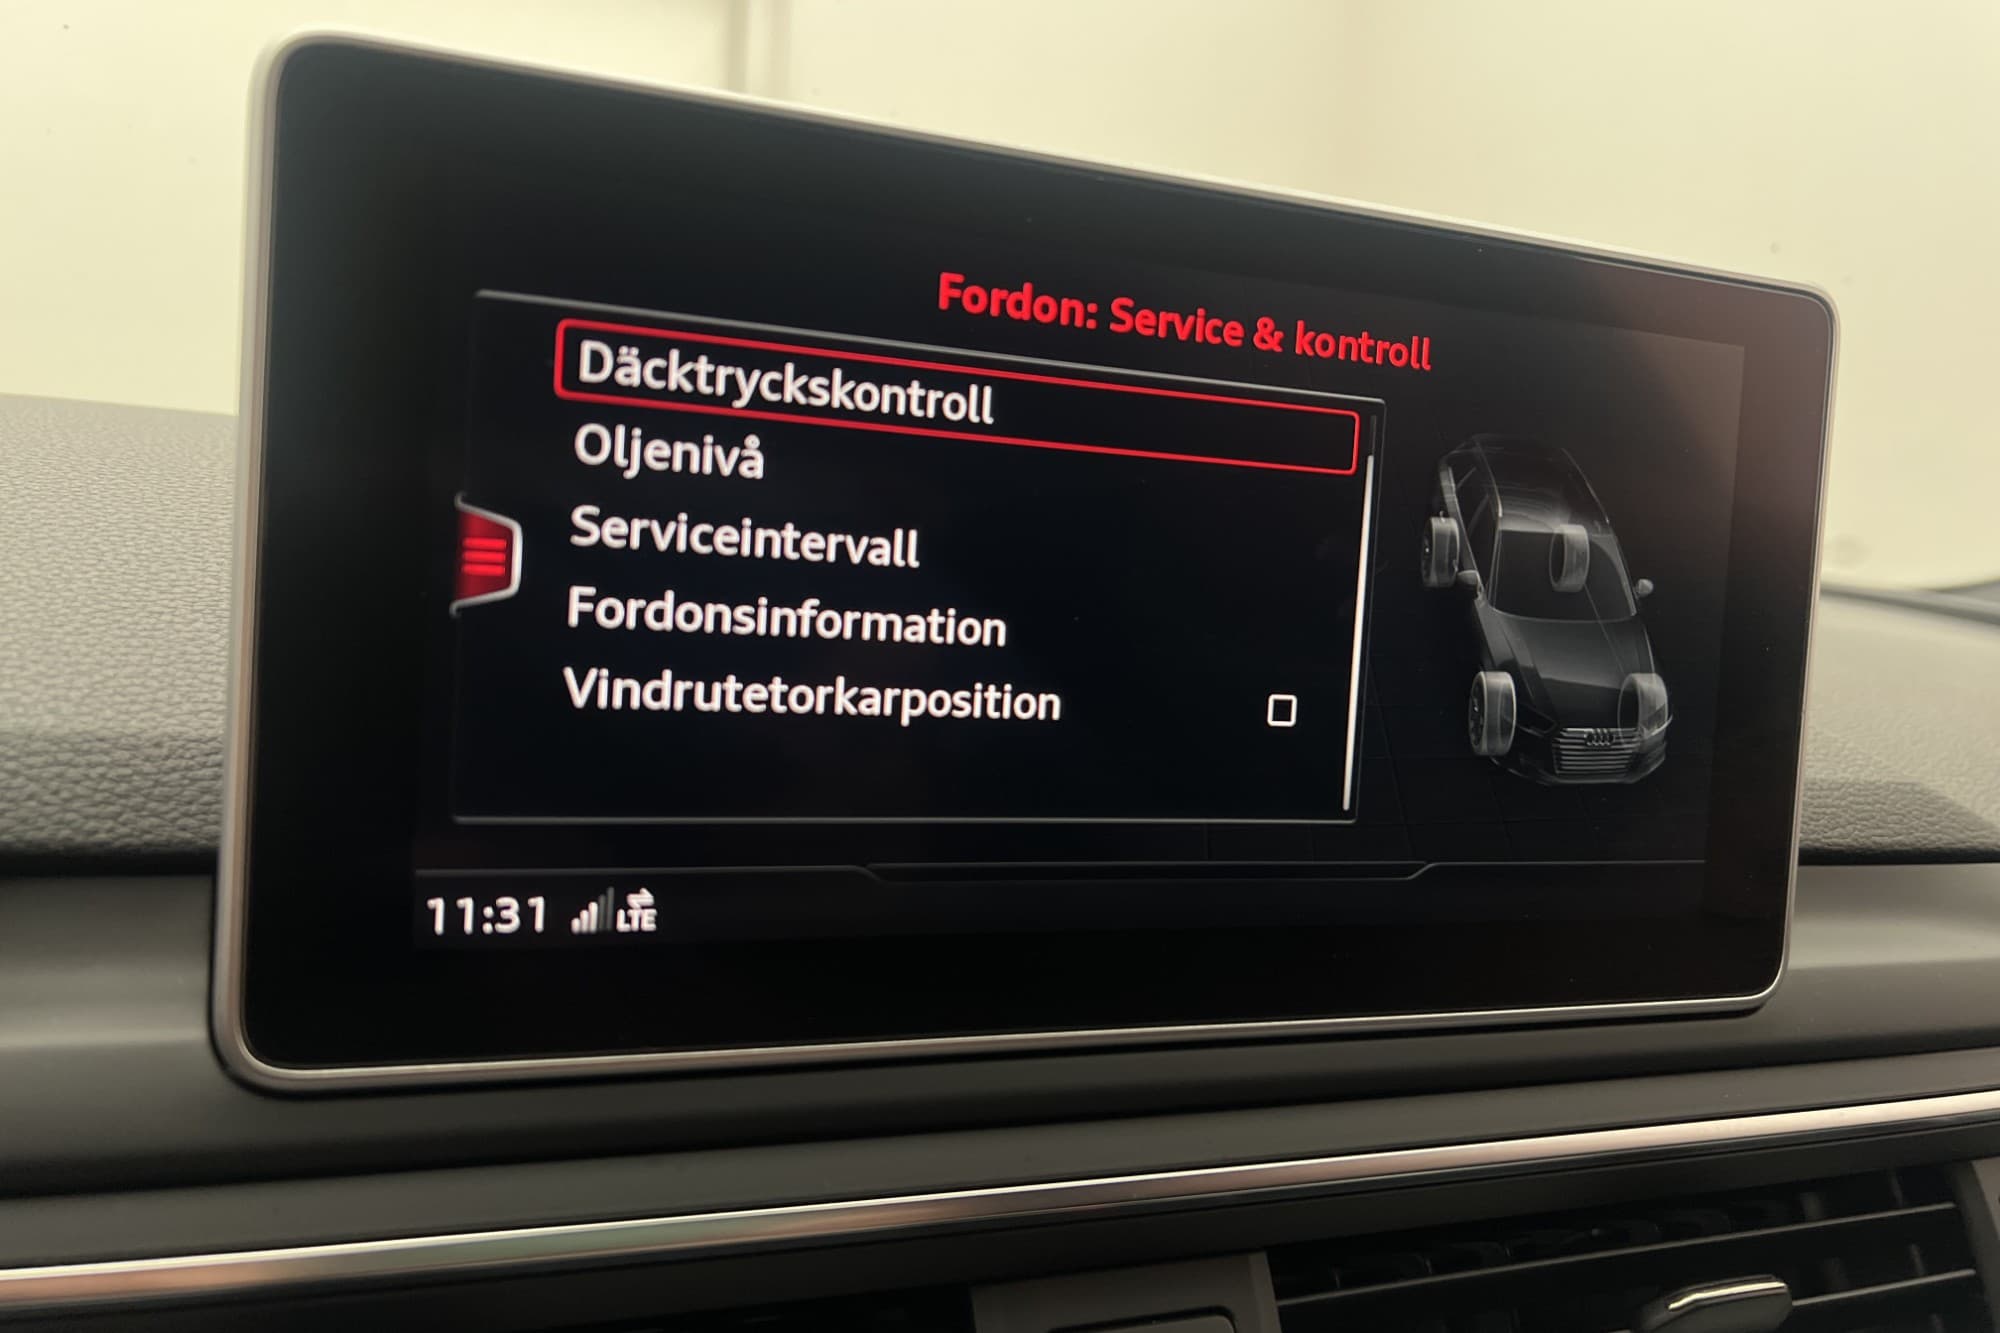 Fordon: Service & kontroll
Däcktryckskontroll
Oljenivå
Serviceintervall
Fordonsinformation
Vindrutetorkarposition
11:31 LTE